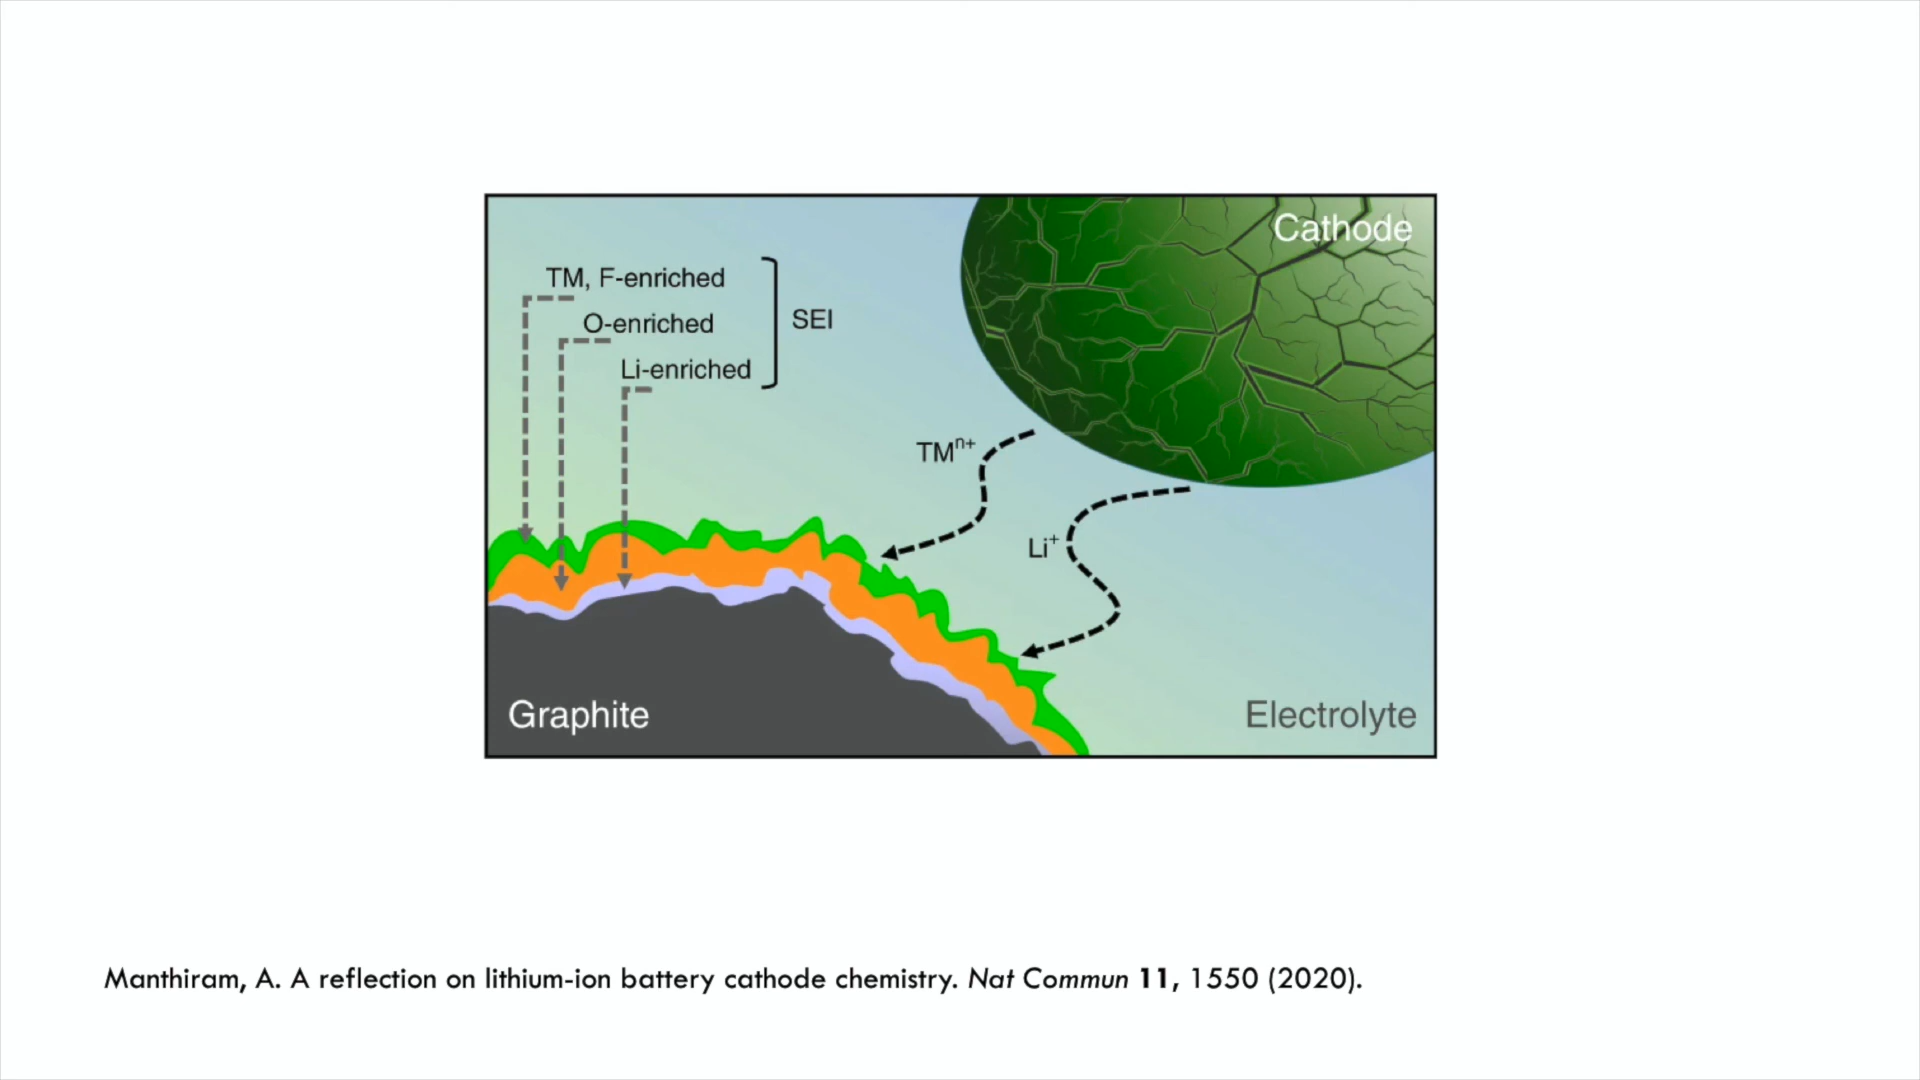 Cathode
TM, F-enriched
O-enriched
SEI
Li-enriched
TMⁿ⁺
Li⁺
Graphite
Electrolyte
Manthiram, A. A reflection on lithium-ion battery cathode chemistry. Nat Commun 11, 1550 (2020).